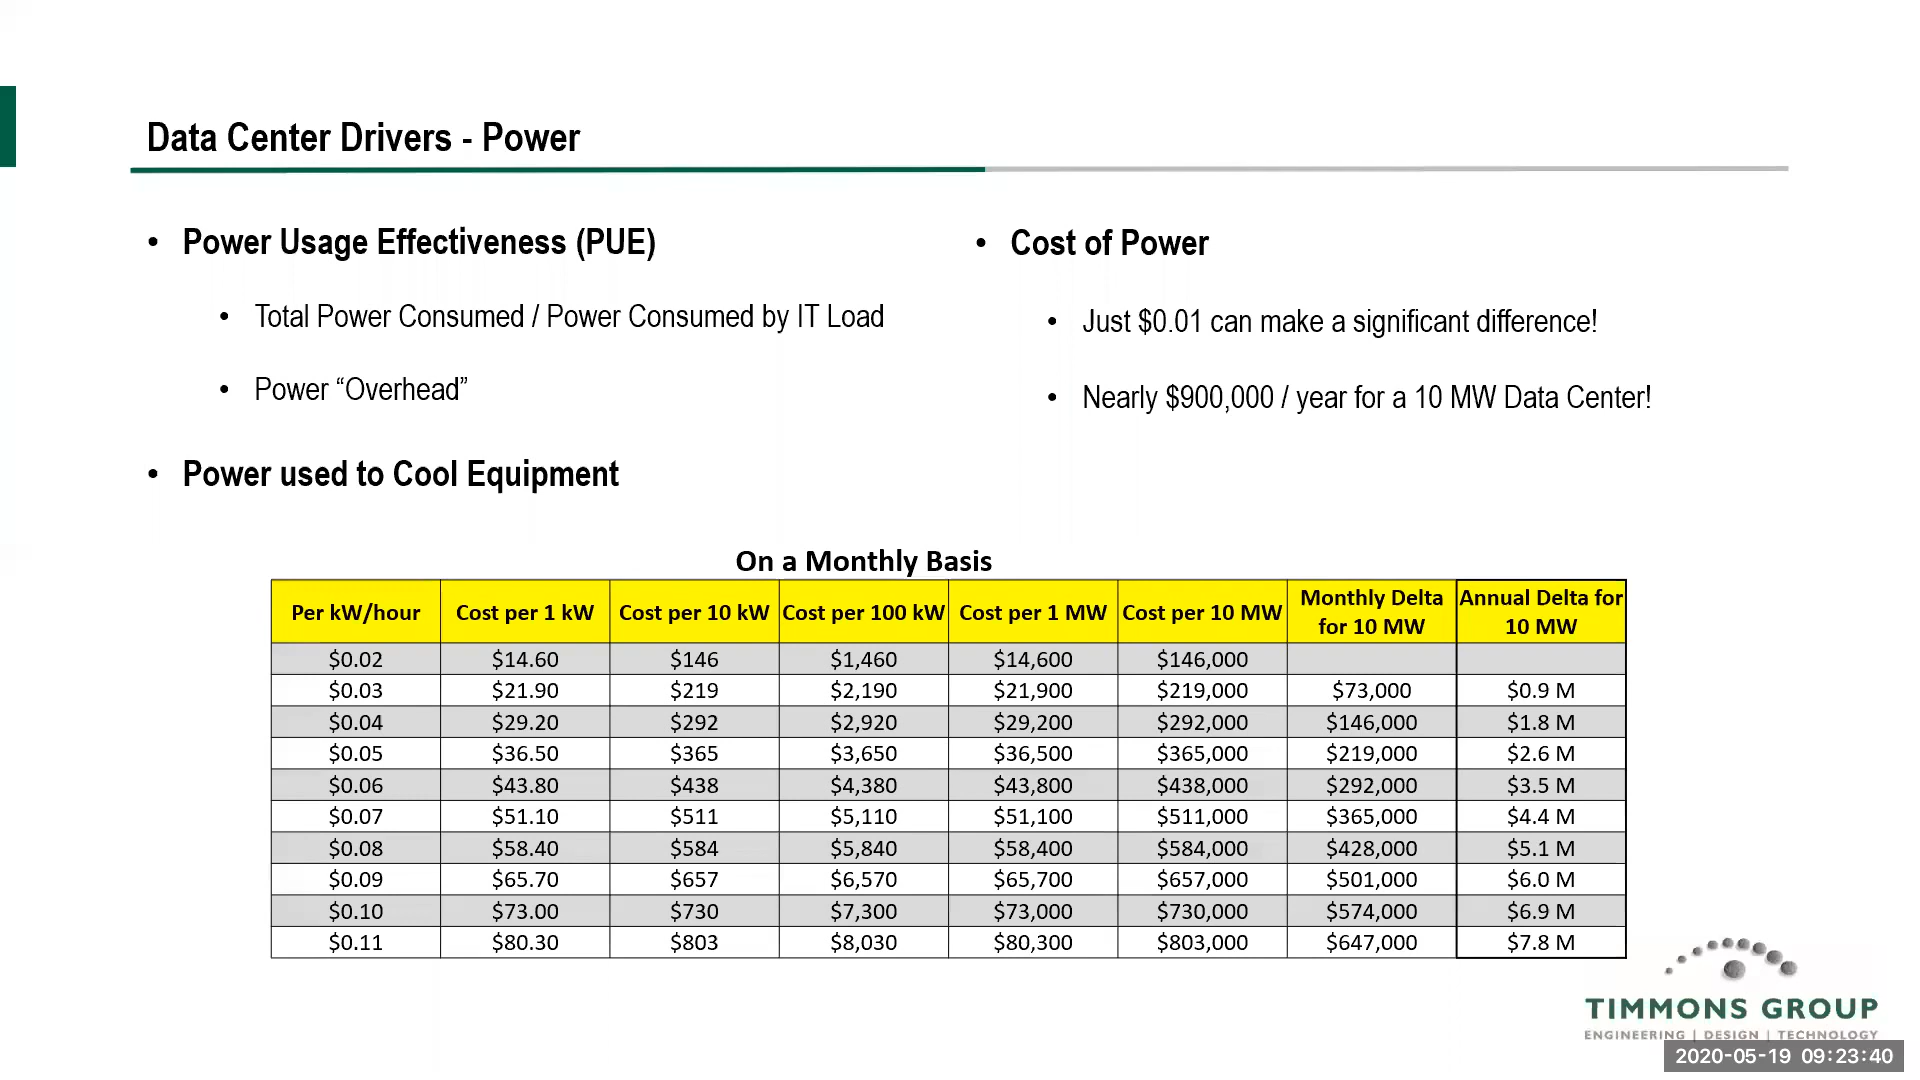 Data Center Drivers - Power
• Power Usage Effectiveness (PUE)
• Total Power Consumed / Power Consumed by IT Load
• Power “Overhead”
• Power used to Cool Equipment
• Cost of Power
• Just $0.01 can make a significant difference!
• Nearly $900,000 / year for a 10 MW Data Center!
On a Monthly Basis
Per kW/hour Cost per 1 kW Cost per 10 kW Cost per 100 kW Cost per 1 MW Cost per 10 MW Monthly Delta for 10 MW Annual Delta for 10 MW
$0.02 $14.60 $146 $1,460 $14,600 $146,000
$0.03 $21.90 $219 $2,190 $21,900 $219,000 $73,000 $0.9 M
$0.04 $29.20 $292 $2,920 $29,200 $292,000 $146,000 $1.8 M
$0.05 $36.50 $365 $3,650 $36,500 $365,000 $219,000 $2.6 M
$0.06 $43.80 $438 $4,380 $43,800 $438,000 $292,000 $3.5 M
$0.07 $51.10 $511 $5,110 $51,100 $511,000 $365,000 $4.4 M
$0.08 $58.40 $584 $5,840 $58,400 $584,000 $428,000 $5.1 M
$0.09 $65.70 $657 $6,570 $65,700 $657,000 $501,000 $6.0 M
$0.10 $73.00 $730 $7,300 $73,000 $730,000 $574,000 $6.9 M
$0.11 $80.30 $803 $8,030 $80,300 $803,000 $647,000 $7.8 M
TIMMONS GROUP
ENGINEERING | DESIGN | TECHNOLOGY
2020-05-19 09:23:40